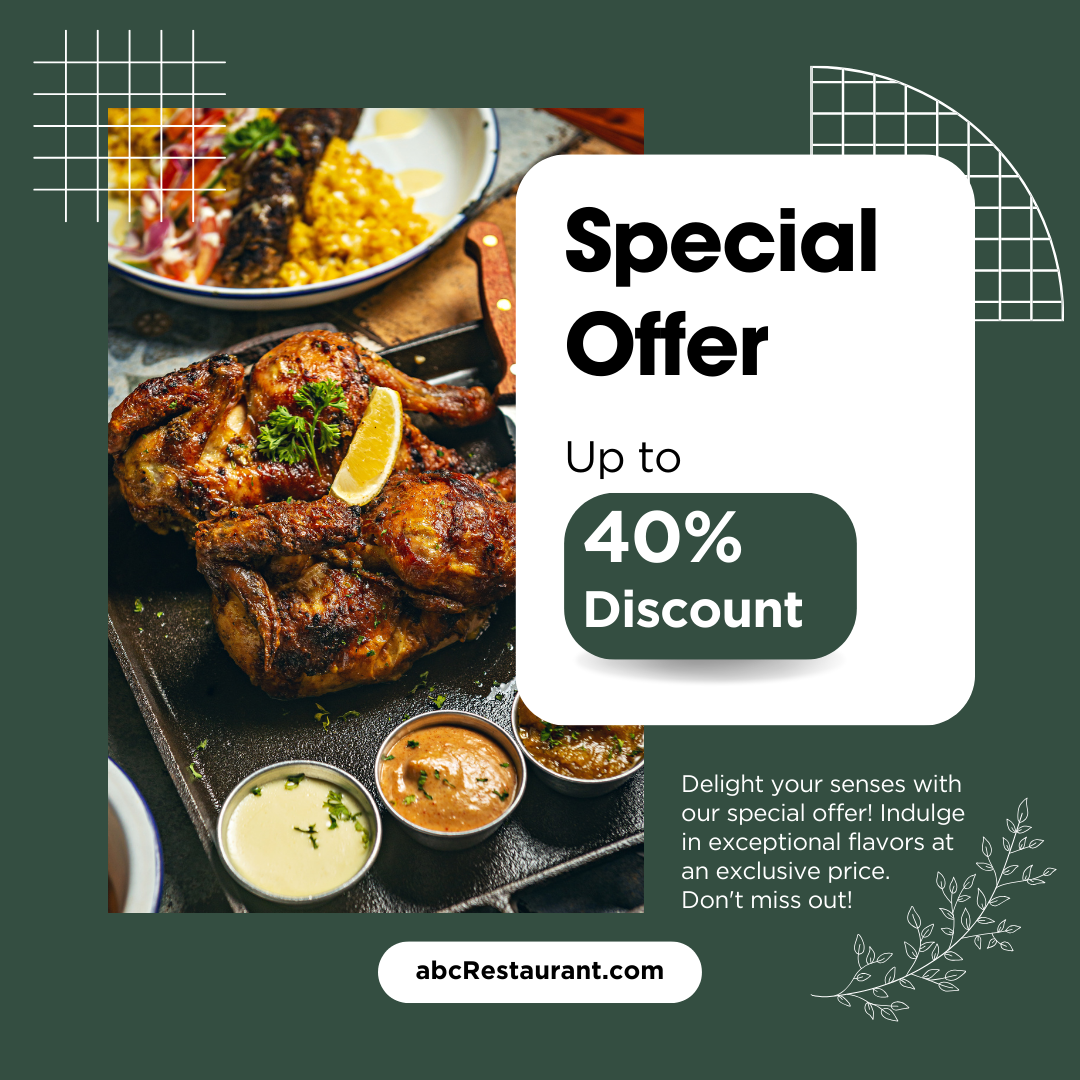 Special
Offer
Up to
40%
Discount
Delight your senses with
our special offer! Indulge
in exceptional flavors at
an exclusive price.
Don't miss out!
abcRestaurant.com